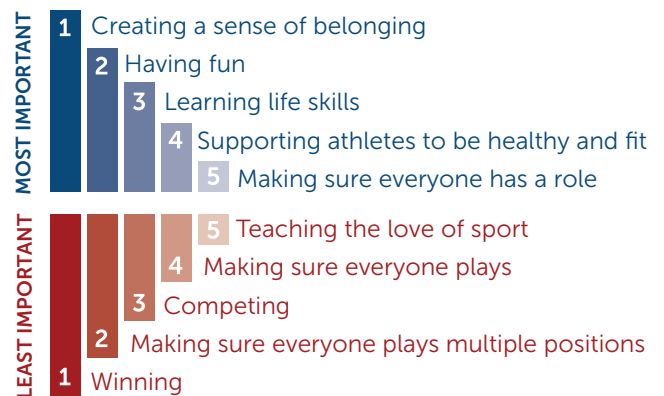 MOST IMPORTANT
1 Creating a sense of belonging
2 Having fun
3 Learning life skills
4 Supporting athletes to be healthy and fit
5 Making sure everyone has a role
LEAST IMPORTANT
5 Teaching the love of sport
4 Making sure everyone plays
3 Competing
2 Making sure everyone plays multiple positions
1 Winning